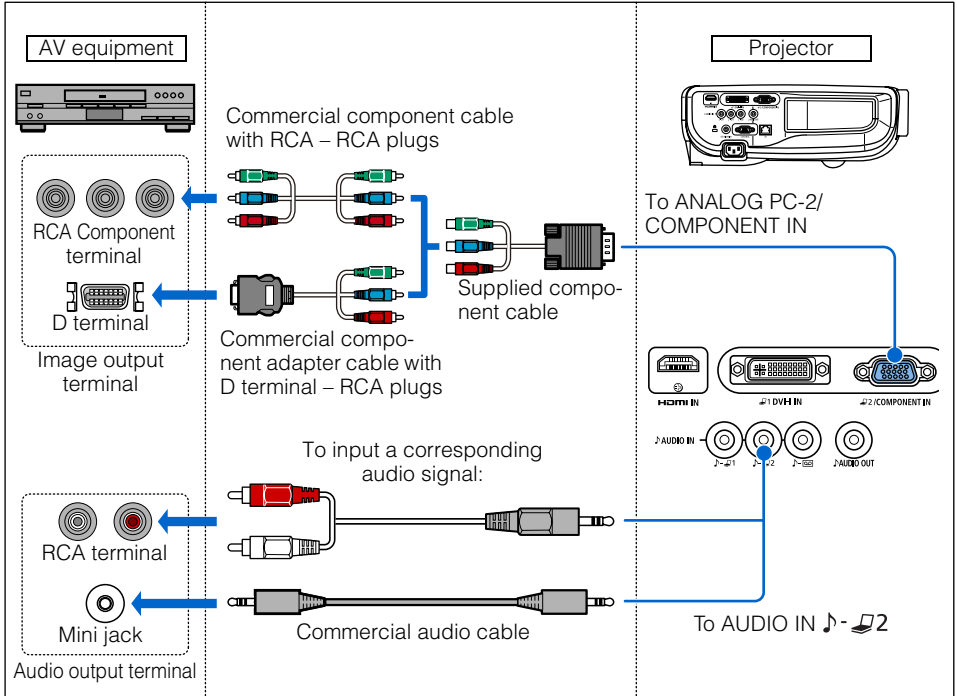 AV equipment
Projector
Commercial component cable
with RCA – RCA plugs
To ANALOG PC-2/
COMPONENT IN
RCA Component
terminal
D terminal
Image output
terminal
Supplied compo-
nent cable
Commercial compo-
nent adapter cable with
D terminal – RCA plugs
HDMI IN
1 DVI-I IN
2 /COMPONENT IN
♪ AUDIO IN
♪-1
♪-2
♪-
♪AUDIO OUT
To input a corresponding
audio signal:
RCA terminal
Mini jack
Audio output terminal
Commercial audio cable
To AUDIO IN ♪-2